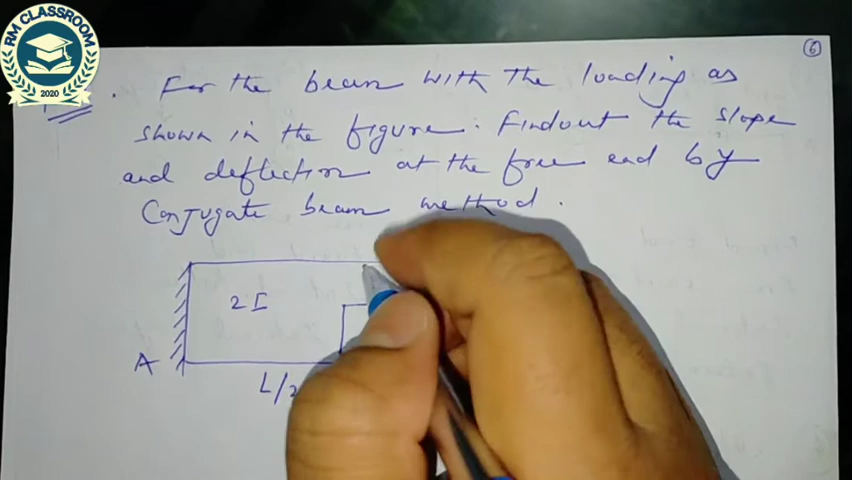 RM CLASSROOM
2020
6
For the beam with the loading as
shown in the figure. Findout the slope
and deflection at the free end by
Conjugate beam method.
2I
A
L/2